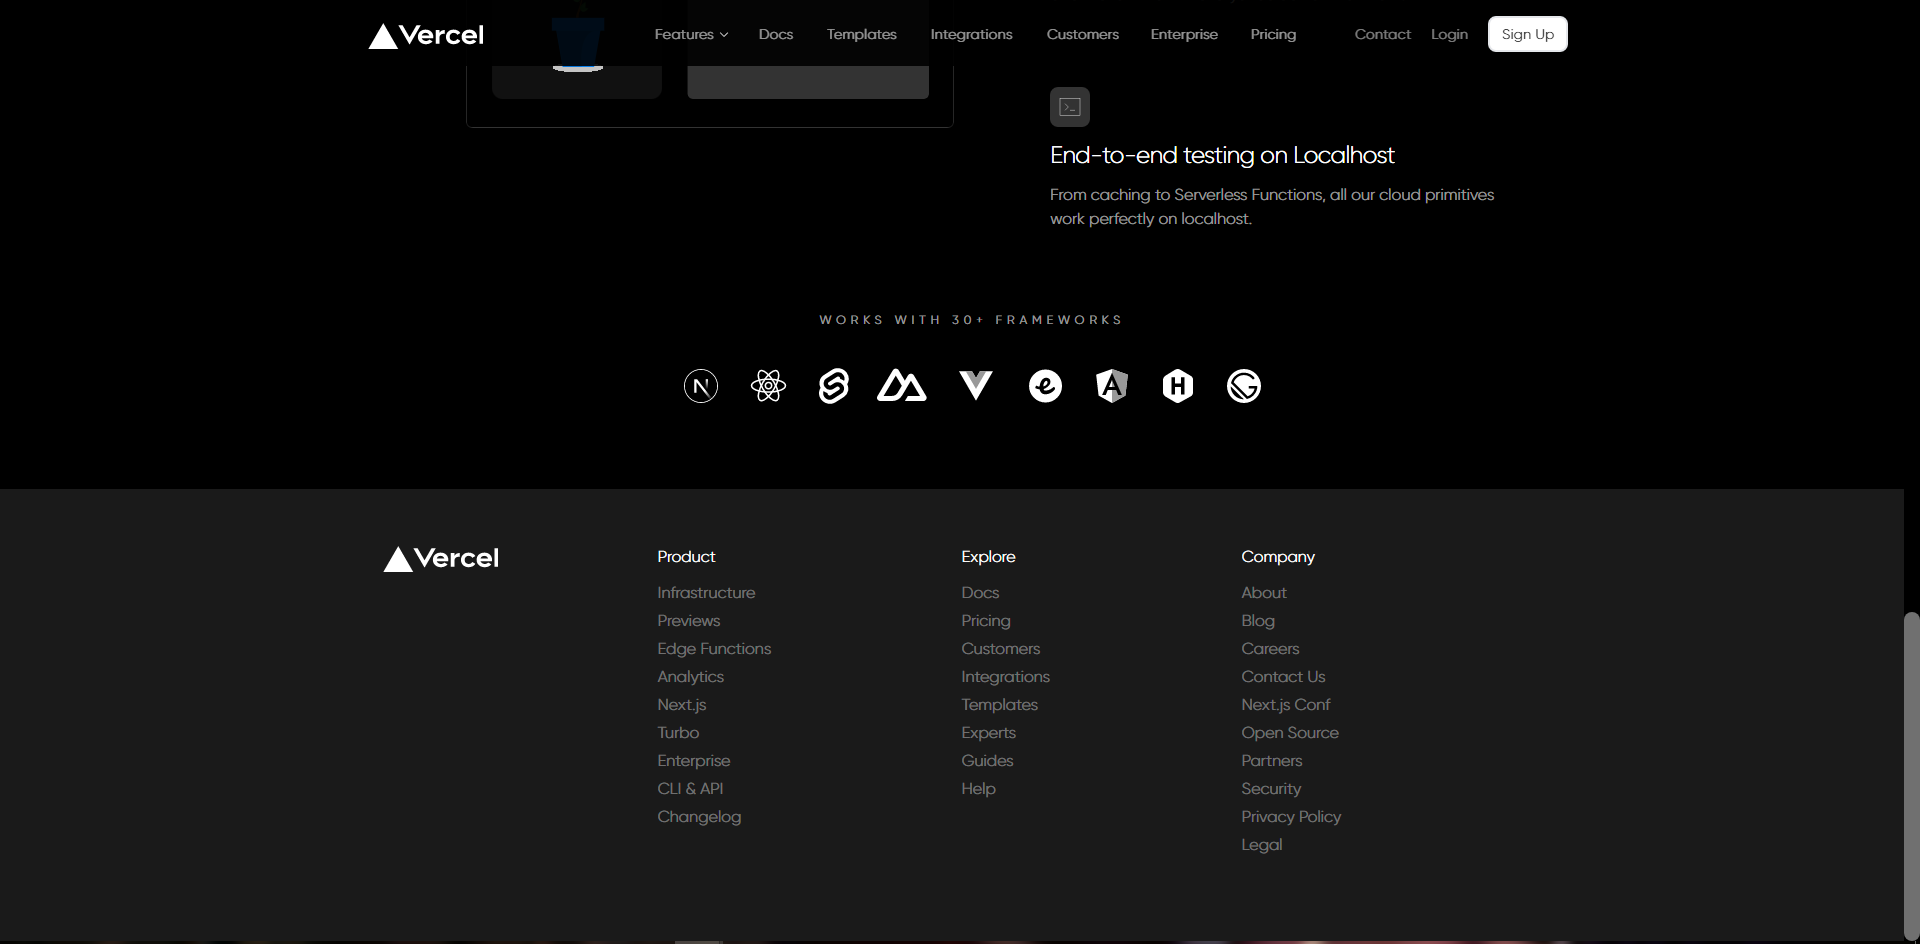 Vercel
Features
Docs
Templates
Integrations
Customers
Enterprise
Pricing
Contact
Login
Sign Up
End-to-end testing on Localhost
From caching to Serverless Functions, all our cloud primitives
work perfectly on localhost.
WORKS WITH 30+ FRAMEWORKS
Vercel
Product
Infrastructure
Previews
Edge Functions
Analytics
Next.js
Turbo
Enterprise
CLI & API
Changelog
Explore
Docs
Pricing
Customers
Integrations
Templates
Experts
Guides
Help
Company
About
Blog
Careers
Contact Us
Next.js Conf
Open Source
Partners
Security
Privacy Policy
Legal